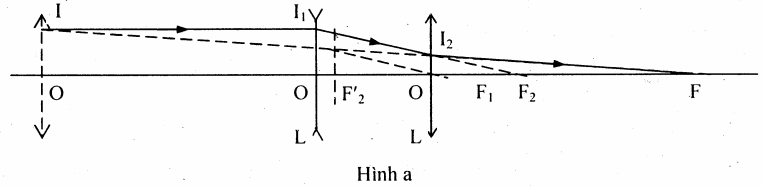 I I₁ I₂
O O F'₂ O F₁ F₂ F
L L
Hình a